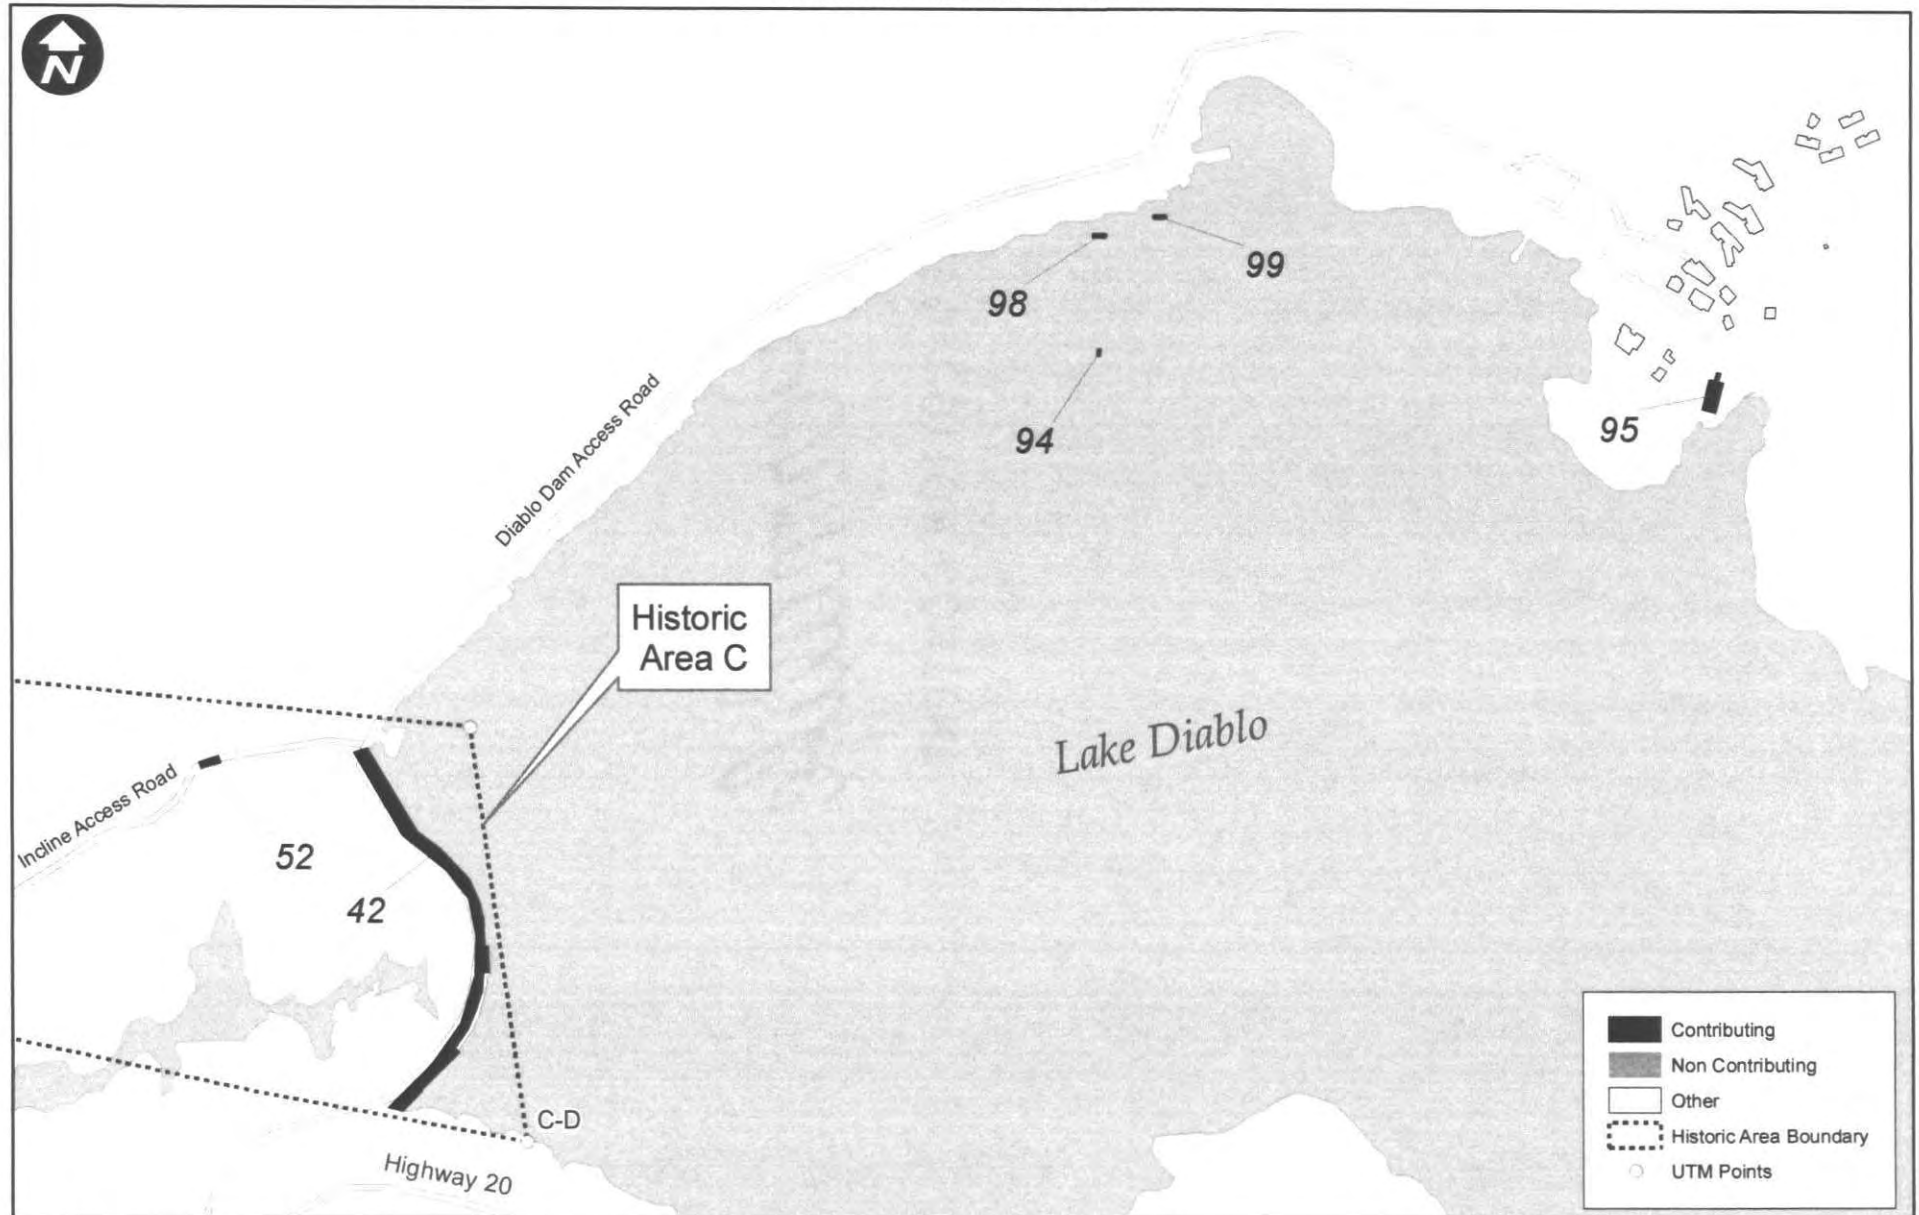 N
99
98
94
95
Diablo Dam Access Road
Historic
Area C
Lake Diablo
Incline Access Road
52
42
C-D
Highway 20
Contributing
Non Contributing
Other
Historic Area Boundary
UTM Points